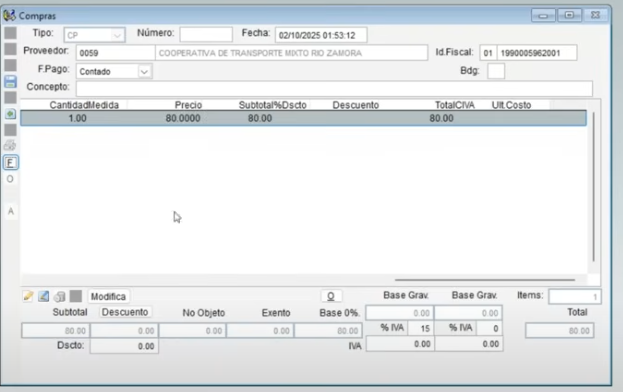 Compras
Tipo: CP Número: Fecha: 02/10/2025 01:53:12
Proveedor: 0059 COOPERATIVA DE TRANSPORTE MIXTO RIO ZAMORA Id.Fiscal: 01 1990005962001
F.Pago: Contado Bdg:
Concepto:
CantidadMedida Precio Subtotal%Dscto Descuento TotalCIVA Ult.Costo
1.00 80.0000 80.00 80.00
E
O
A
Modifica O Base Grav. Base Grav. Items: 1
Subtotal Descuento No Objeto Exento Base 0%. 0.00 0.00 Total
80.00 0.00 0.00 0.00 80.00 % IVA 15 % IVA 0 80.00
Dscto: 0.00 IVA 0.00 0.00